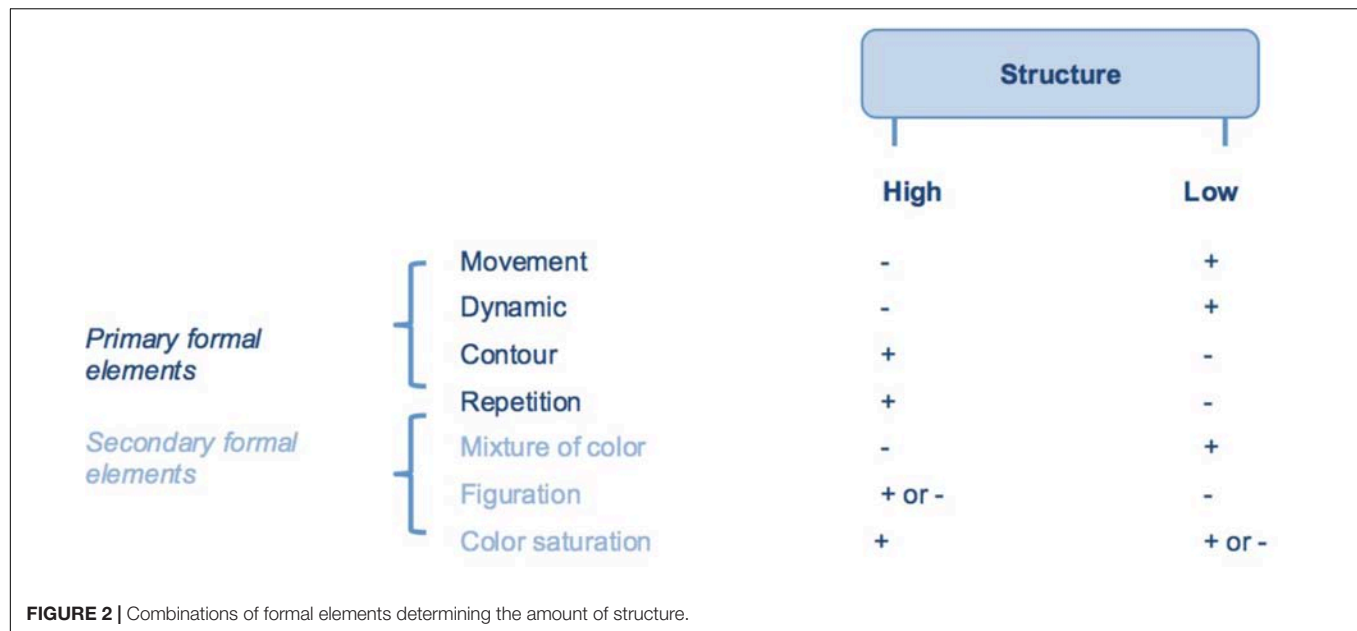 Structure
High Low
Movement - +
Dynamic - +
Primary formal
elements
Contour + -
Repetition + -
Secondary formal
elements
Mixture of color - +
Figuration + or - -
Color saturation + + or -
FIGURE 2 | Combinations of formal elements determining the amount of structure.